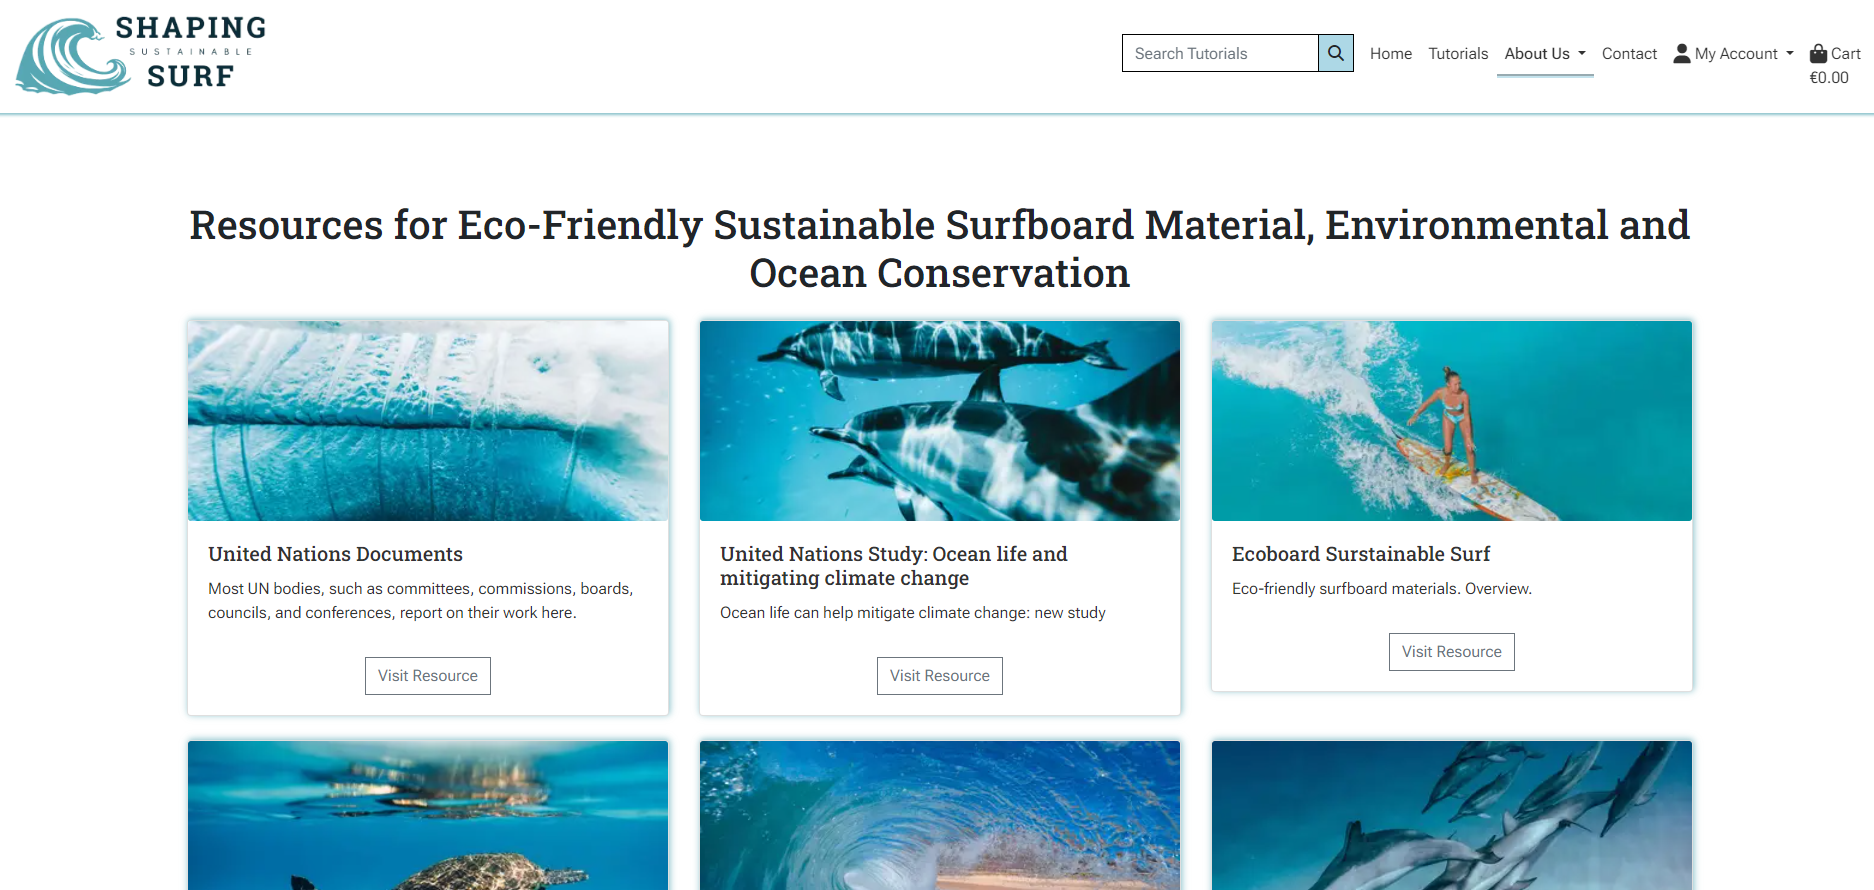 SHAPING
SUSTAINABLE
SURF
Search Tutorials
Home
Tutorials
About Us
Contact
My Account
Cart
€0.00
Resources for Eco-Friendly Sustainable Surfboard Material, Environmental and
Ocean Conservation
United Nations Documents
Most UN bodies, such as committees, commissions, boards,
councils, and conferences, report on their work here.
Visit Resource
United Nations Study: Ocean life and
mitigating climate change
Ocean life can help mitigate climate change: new study
Visit Resource
Ecoboard Surstainable Surf
Eco-friendly surfboard materials. Overview.
Visit Resource